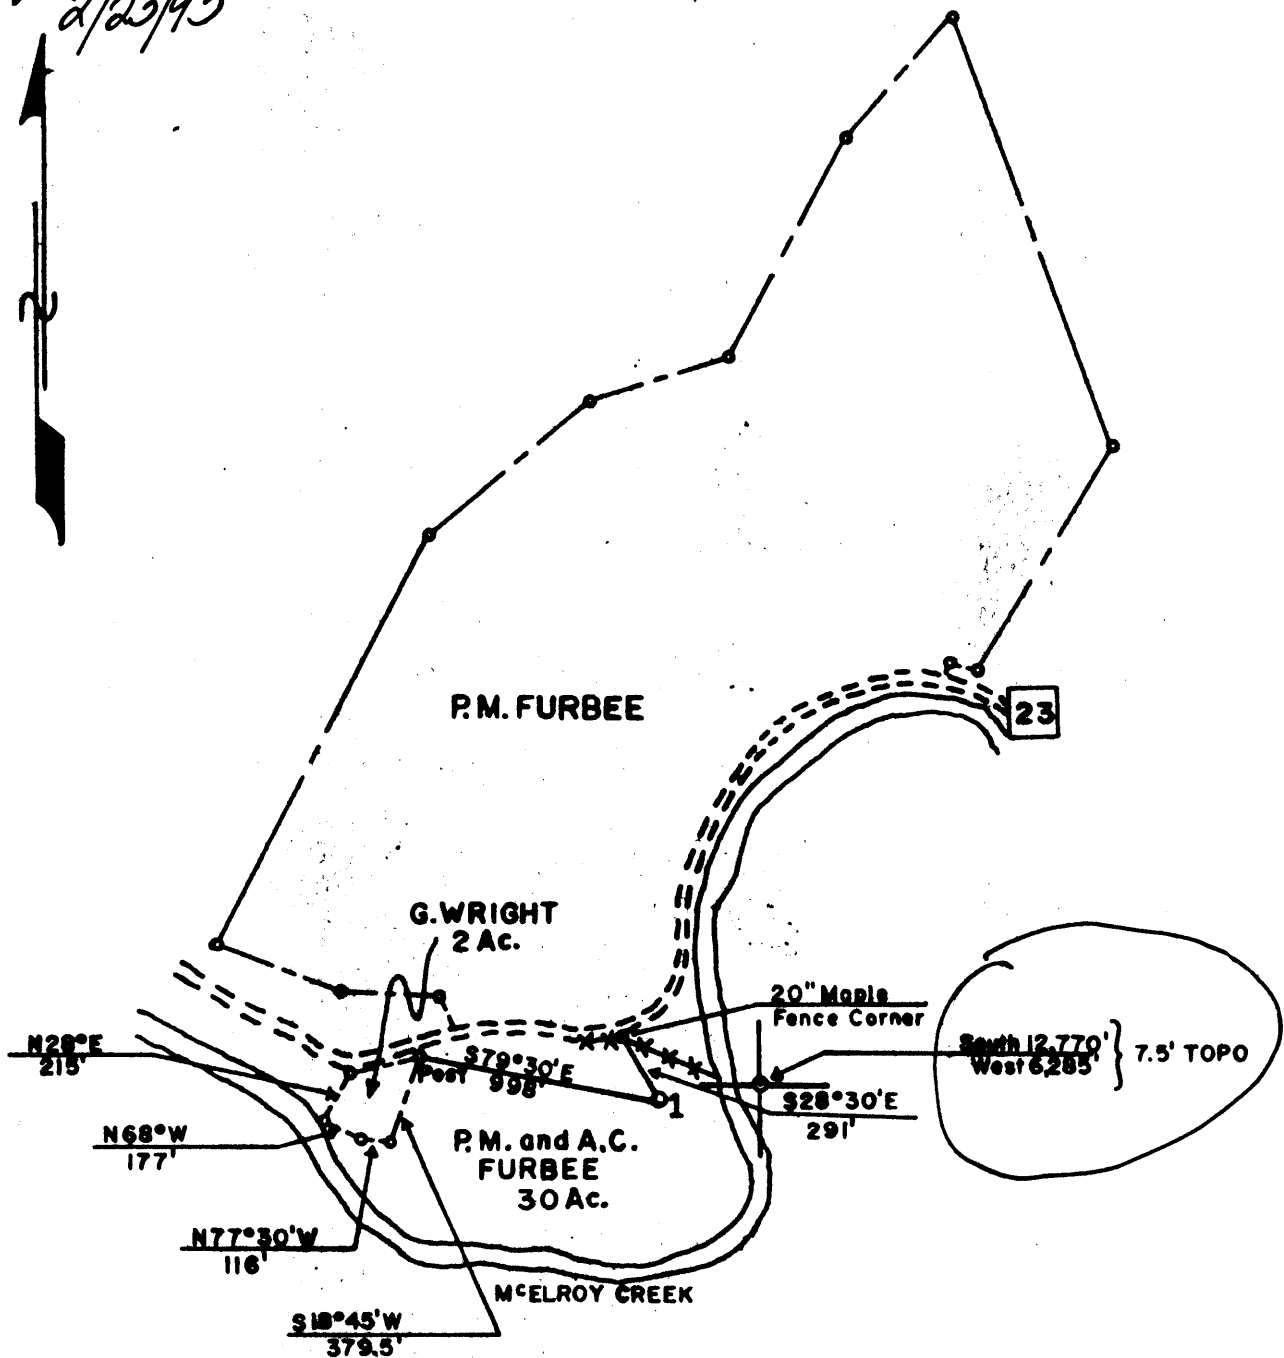 2/23/93
P.M. FURBEE
23
G. WRIGHT
2 Ac.
20" Maple
Fence Corner
N28°E
215'
Post
S79°30'E
998'
South 12,770'
West 6,285'
7.5' TOPO
1
S28°30'E
291'
N68°W
177'
P.M. and A.C.
FURBEE
30 Ac.
N77°30'W
116'
McELROY CREEK
S18°45'W
379.5'